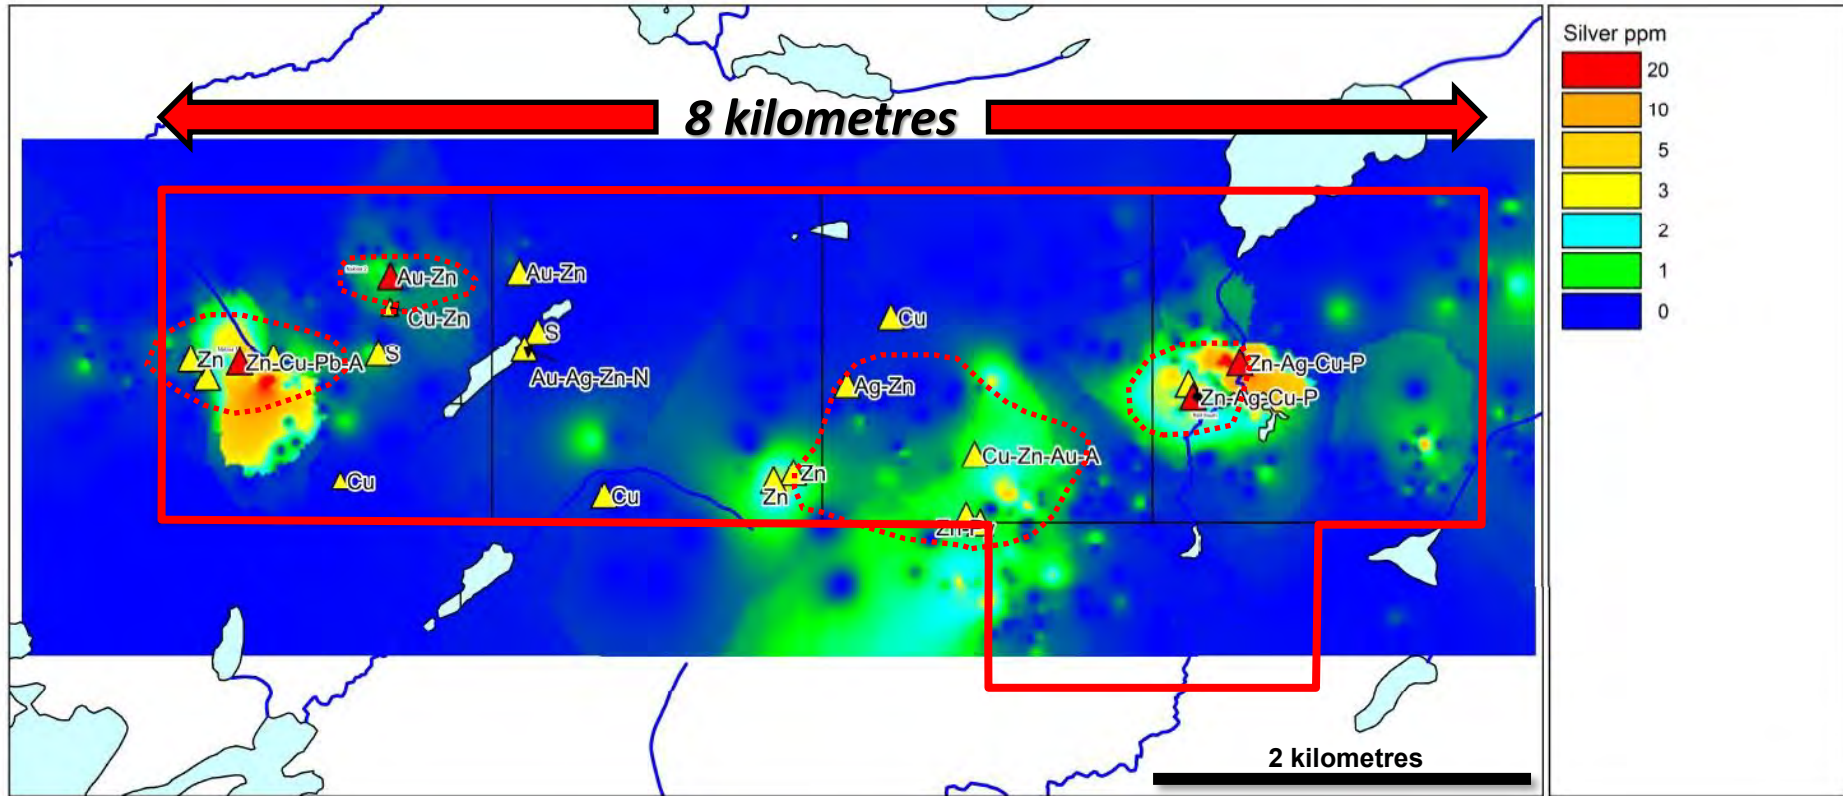 Silver ppm
20
10
5
3
2
1
0
8 kilometres
Au-Zn
Au-Zn
Cu-Zn
Cu
S
S
Zn
Zn-Cu-Pb-A
Au-Ag-Zn-N
Ag-Zn
Zn-Ag-Cu-P
Zn-Ag-Cu-P
Cu-Zn-Au-A
Zn
Zn
Cu
Cu
Zn-P
2 kilometres